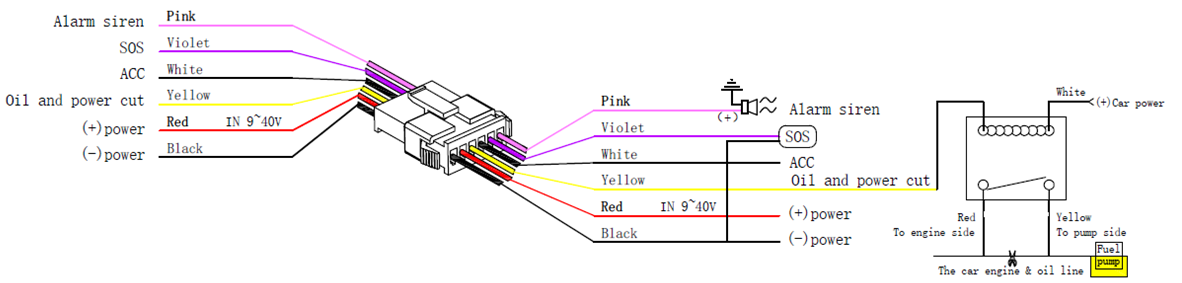 Alarm siren
Pink
SOS
Violet
ACC
White
Oil and power cut
Yellow
(+)power
Red IN 9~40V
(-)power
Black
Pink
(+)
Alarm siren
Violet
SOS
White
ACC
Yellow
Oil and power cut
Red IN 9~40V
(+)power
Black
(-)power
White
(+)Car power
Red
To engine side
Yellow
To pump side
Fuel
pump
The car engine & oil line